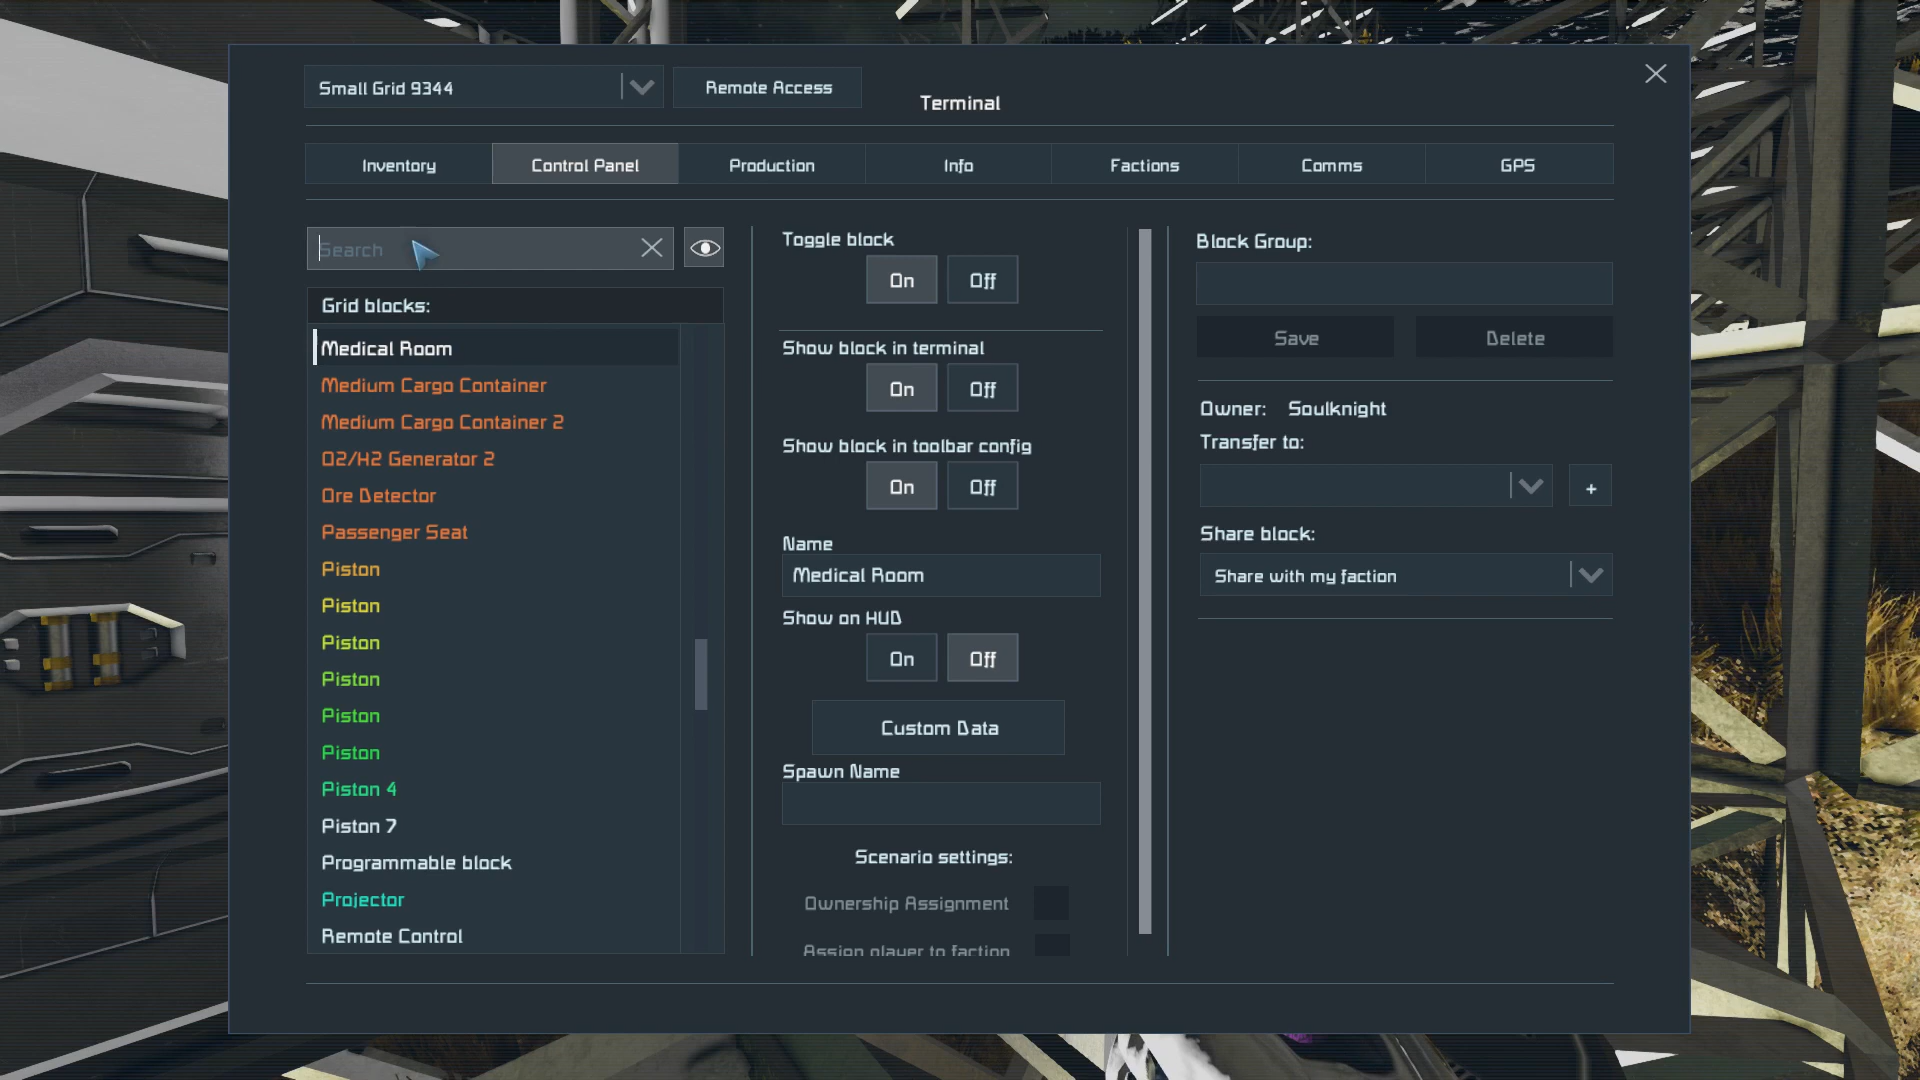 Small Grid 9344
Remote Access
Terminal
Inventory
Control Panel
Production
Info
Factions
Comms
GPS
Search
Grid blocks:
Medical Room
Medium Cargo Container
Medium Cargo Container 2
O2/H2 Generator 2
Ore Detector
Passenger Seat
Piston
Piston
Piston
Piston
Piston
Piston
Piston 4
Piston 7
Programmable block
Projector
Remote Control
Toggle block
On
Off
Show block in terminal
On
Off
Show block in toolbar config
On
Off
Name
Medical Room
Show on HUD
On
Off
Custom Data
Spawn Name
Scenario settings:
Ownership Assignment
Assign player to faction
Block Group:
Save
Delete
Owner: Soulknight
Transfer to:
+
Share block:
Share with my faction